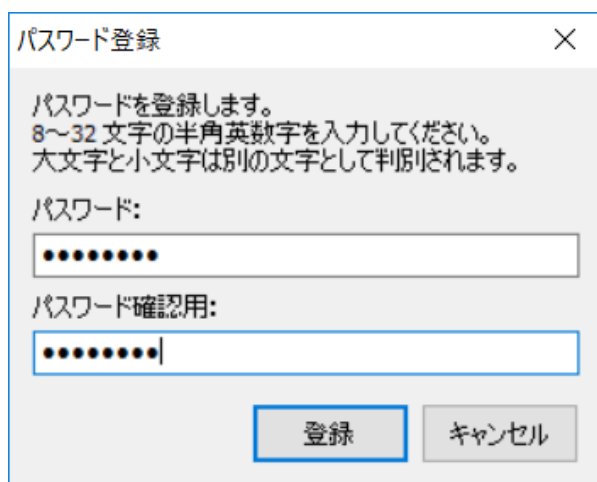 パスワード登録
パスワードを登録します。
8～32 文字の半角英数字を入力してください。
大文字と小文字は別の文字として判別されます。
パスワード:
●●●●●●●●
パスワード確認用:
●●●●●●●●
登録 キャンセル